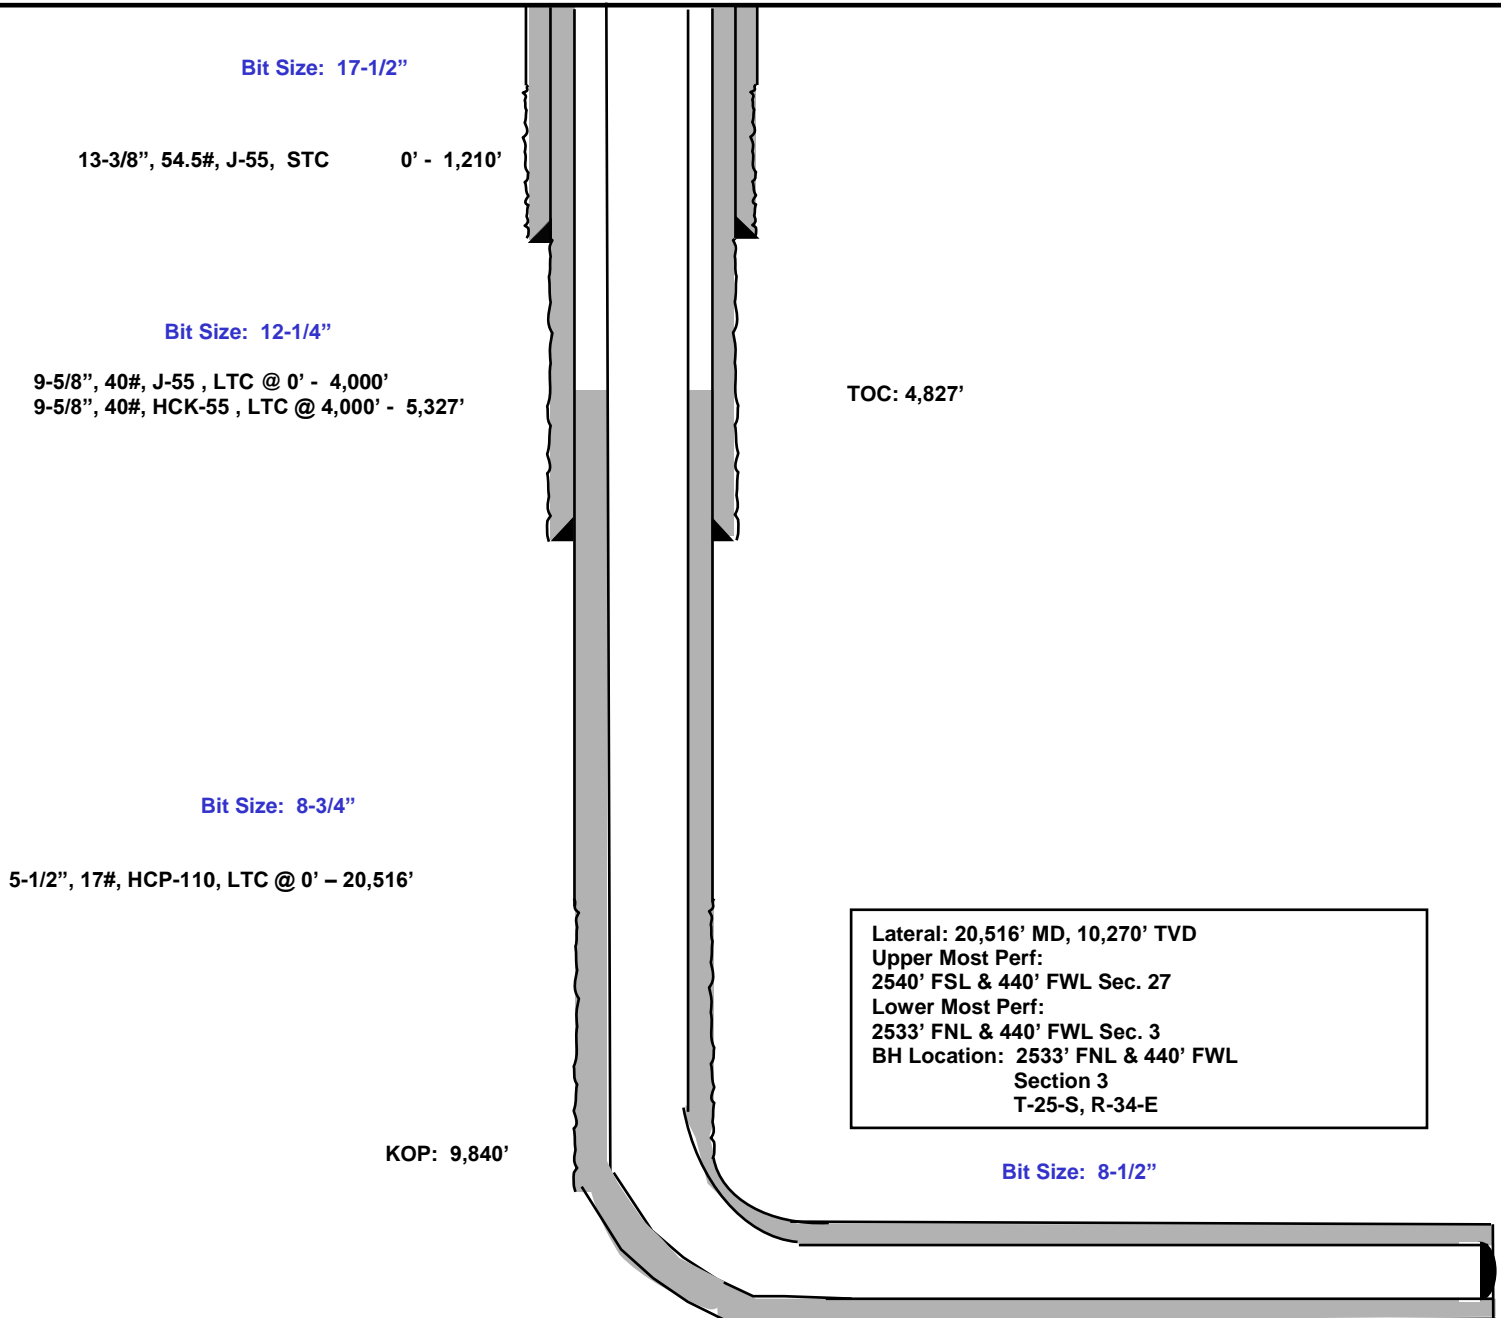 Bit Size: 17-1/2”
13-3/8”, 54.5#, J-55, STC 0’ - 1,210’
Bit Size: 12-1/4”
9-5/8”, 40#, J-55 , LTC @ 0’ - 4,000’
9-5/8”, 40#, HCK-55 , LTC @ 4,000’ - 5,327’
TOC: 4,827’
Bit Size: 8-3/4”
5-1/2”, 17#, HCP-110, LTC @ 0’ – 20,516’
Lateral: 20,516’ MD, 10,270’ TVD
Upper Most Perf:
2540’ FSL & 440’ FWL Sec. 27
Lower Most Perf:
2533’ FNL & 440’ FWL Sec. 3
BH Location: 2533’ FNL & 440’ FWL
Section 3
T-25-S, R-34-E
KOP: 9,840’
Bit Size: 8-1/2”